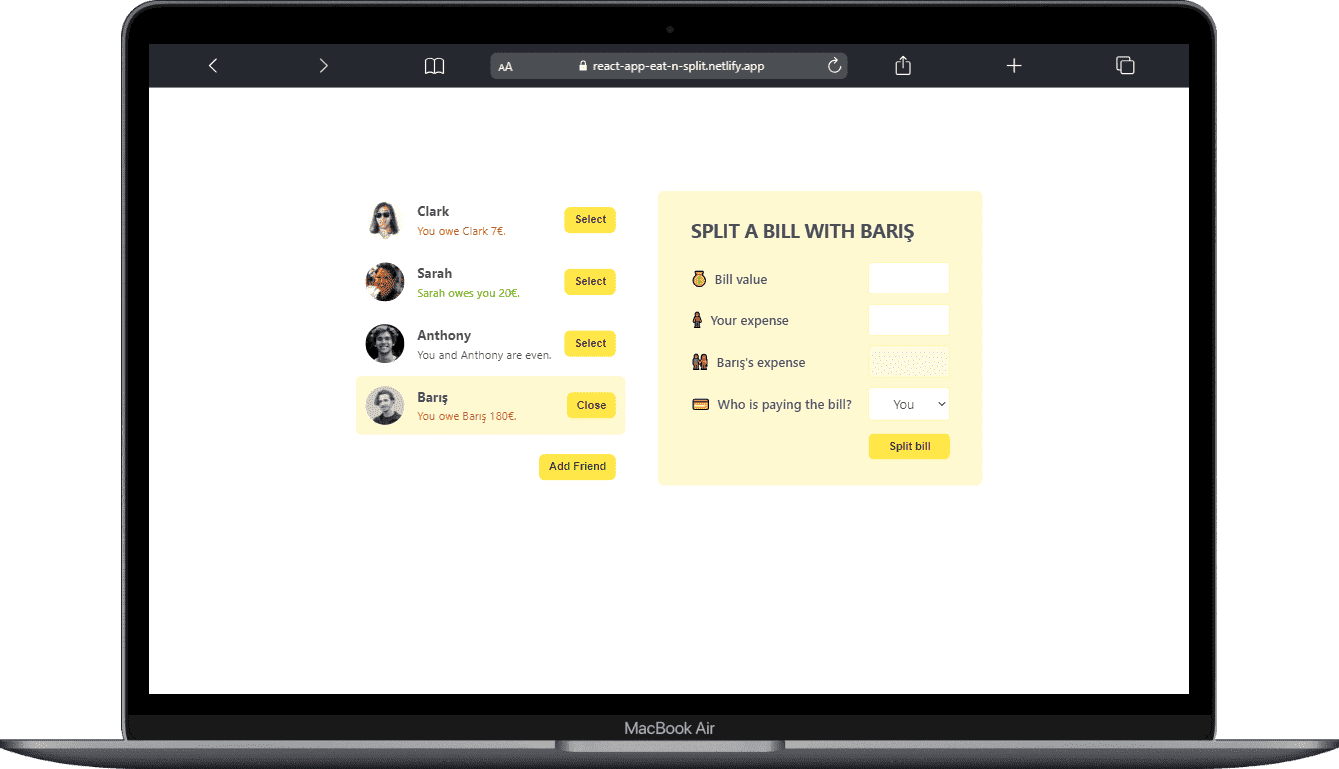 AA react-app-eat-n-split.netlify.app
Clark
You owe Clark 7€.
Select
Sarah
Sarah owes you 20€.
Select
Anthony
You and Anthony are even.
Select
Barış
You owe Barış 180€.
Close
Add Friend
SPLIT A BILL WITH BARIŞ
Bill value
Your expense
Barış's expense
Who is paying the bill? You
Split bill
MacBook Air